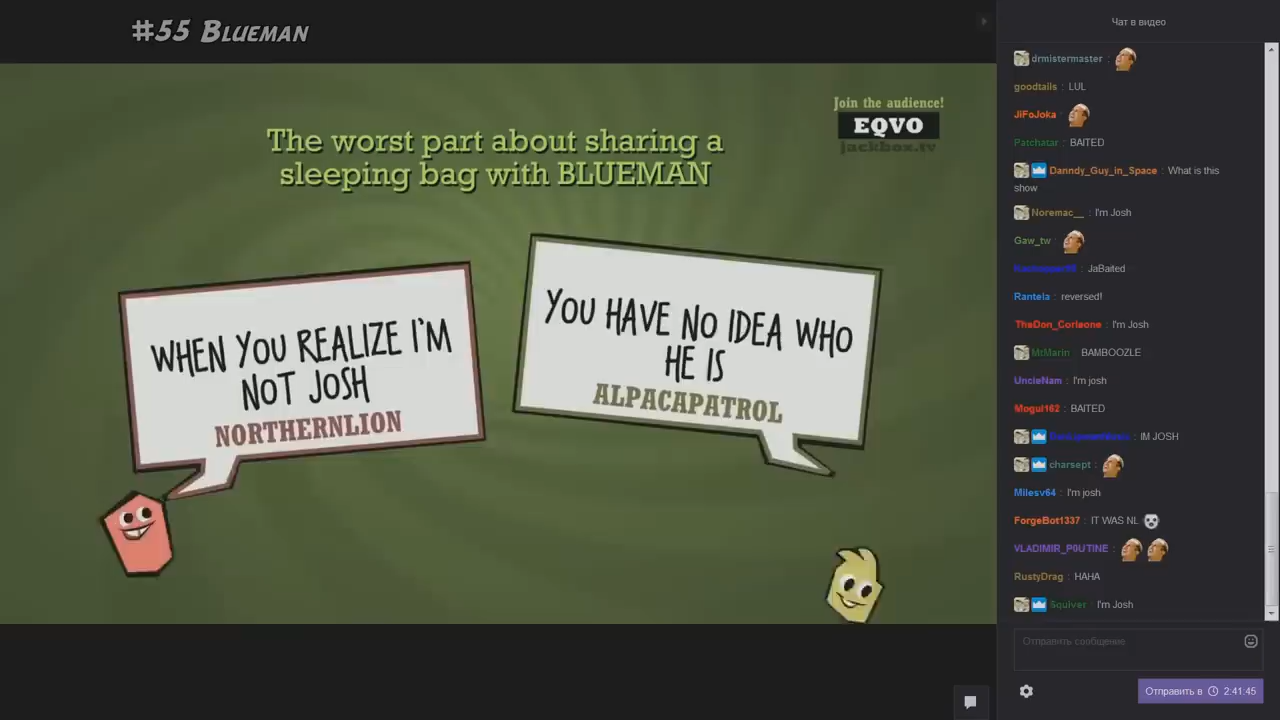 #55 BLUEMAN
Join the audience!
EQVO
jackbox.tv
The worst part about sharing a
sleeping bag with BLUEMAN
WHEN YOU REALIZE I'M
NOT JOSH
NORTHERNLION
YOU HAVE NO IDEA WHO
HE IS
ALPACAPATROL
Чат в видео
drmistermaster :
goodtails : LUL
JiFoJoka :
Patchatar : BAITED
Danndy_Guy_in_Space : What is this
show
Noremac__ : I'm Josh
Gaw_tw :
: JaBaited
Rantela : reversed!
TheDon_Corleone : I'm Josh
MrMarin : BAMBOOZLE
UncleNam : I'm josh
Mogul162 : BAITED
: IM JOSH
charsept :
Milesv64 : I'm josh
ForgeBot1337 : IT WAS NL
VLADIMIR_P0UTINE :
RustyDrag : HAHA
Squiver : I'm Josh
Отправить сообщение
Отправить в 2:41:45